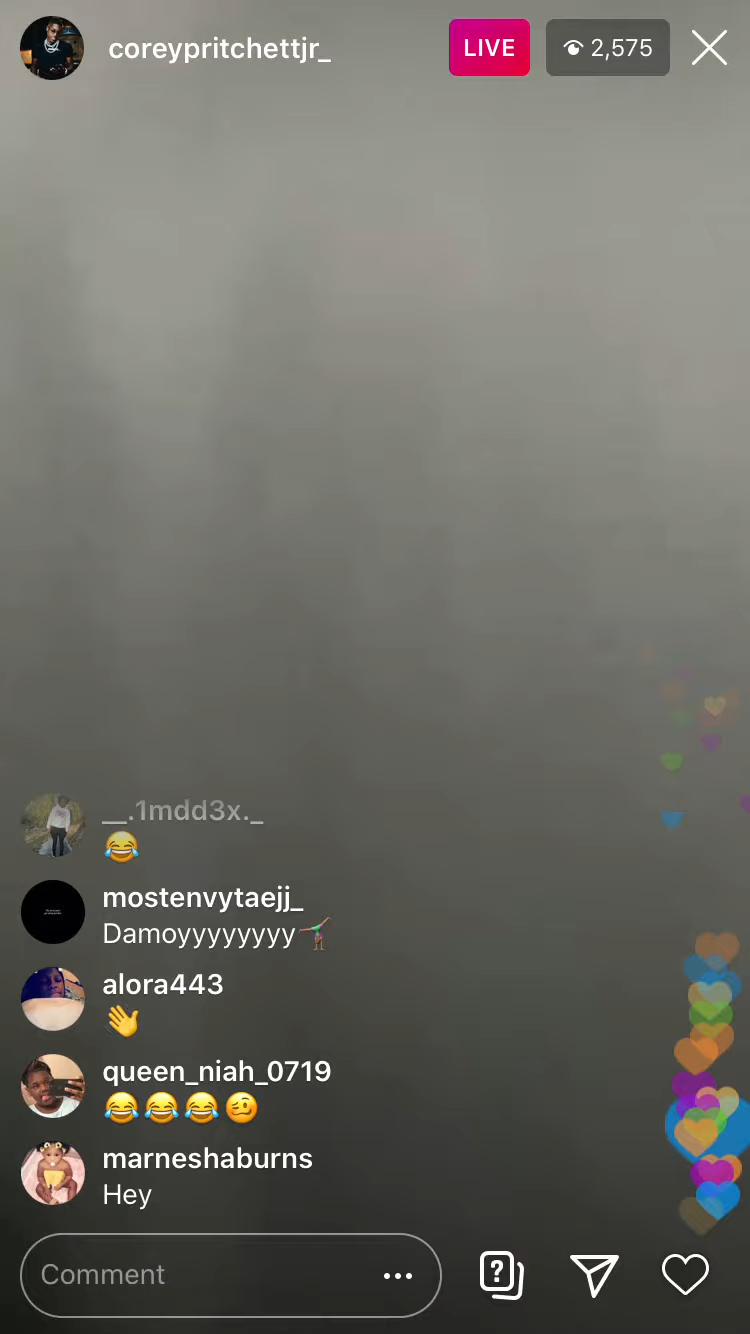 coreypritchettjr_ LIVE 2,575
__.1mdd3x._
😂
mostenvytaejj_
Damoyyyyyyyy🤸🏾‍♀️
alora443
👋
queen_niah_0719
😂😂😂🥴
marneshaburns
Hey
Comment